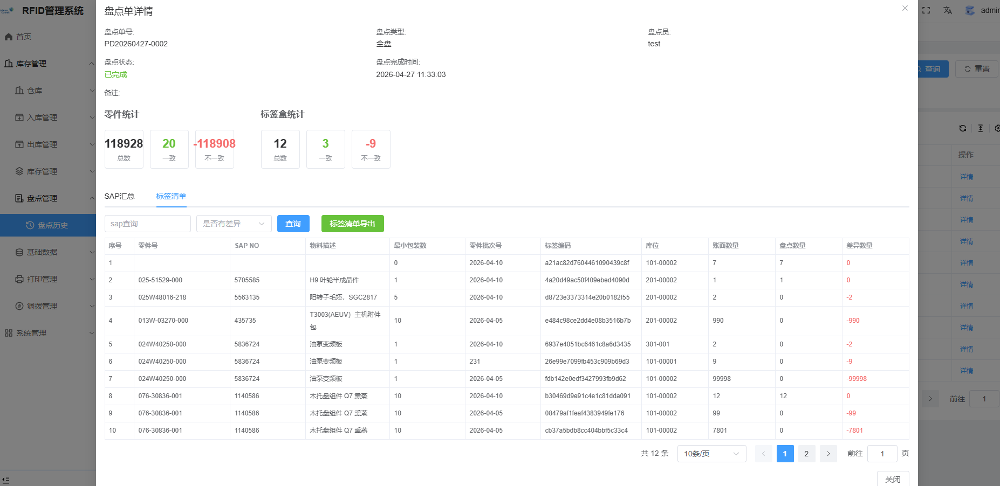 RFID管理系统
首页
库存管理
仓库
入库管理
出库管理
库存管理
盘点管理
盘点历史
基础数据
打印管理
调拨管理
系统管理
盘点单详情
盘点单号: 盘点类型: 盘点员:
PD20260427-0002 全盘 test
盘点状态: 盘点完成时间:
已完成 2026-04-27 11:33:03
备注:
零件统计 标签盒统计
118928 20 -118908 12 3 -9
总数 一致 不一致 总数 一致 不一致
SAP汇总 标签清单
sap查询 是否有差异 查询 标签清单导出
序号 零件号 SAP NO 物料描述 最小包装数 零件批次号 标签编码 库位 账面数量 盘点数量 差异数量
1 0 2026-04-10 a21ac82d7604461090439c8f 101-00002 7 7 0
2 025-51529-000 5705585 H9 叶轮半成品件 1 2026-04-10 4a20d49ac50f409ebed4090d 201-00002 1 1 0
3 025W48016-218 5563135 阳转子毛坯，SGC2817 5 2026-04-10 d8723e3373314e20b0182f55 201-00002 2 0 -2
4 013W-03270-000 435735 T3003(AEUV）主机附件包 10 2026-04-05 e484c98ce2dd4e08b3516b7b 201-00002 990 0 -990
5 024W40250-000 5836724 油泵变频板 1 2026-04-10 6937e4051bc6461c8a6d3435 301-001 2 0 -2
6 024W40250-000 5836724 油泵变频板 1 231 26e99e7099fb453c909b69d3 101-00001 9 0 -9
7 024W40250-000 5836724 油泵变频板 1 2026-04-05 fdb142e0edf3427993fb9d62 101-00002 99998 0 -99998
8 076-30836-001 1140586 木托盘组件 Q7 熏蒸 10 2026-04-10 b30469d9e91c4e1c81dda091 101-00002 12 12 0
9 076-30836-001 1140586 木托盘组件 Q7 熏蒸 10 2026-04-05 08479af1feaf4383949fe176 101-00002 99 0 -99
10 076-30836-001 1140586 木托盘组件 Q7 熏蒸 10 2026-04-05 cb37a5bdb8cc404bbf5c33c4 101-00002 7801 0 -7801
共 12 条 10条/页 1 2 前往 1 页
关闭
admin
查询 重置
操作
详情
详情
详情
详情
详情
详情
详情
详情
详情
详情
前往 1